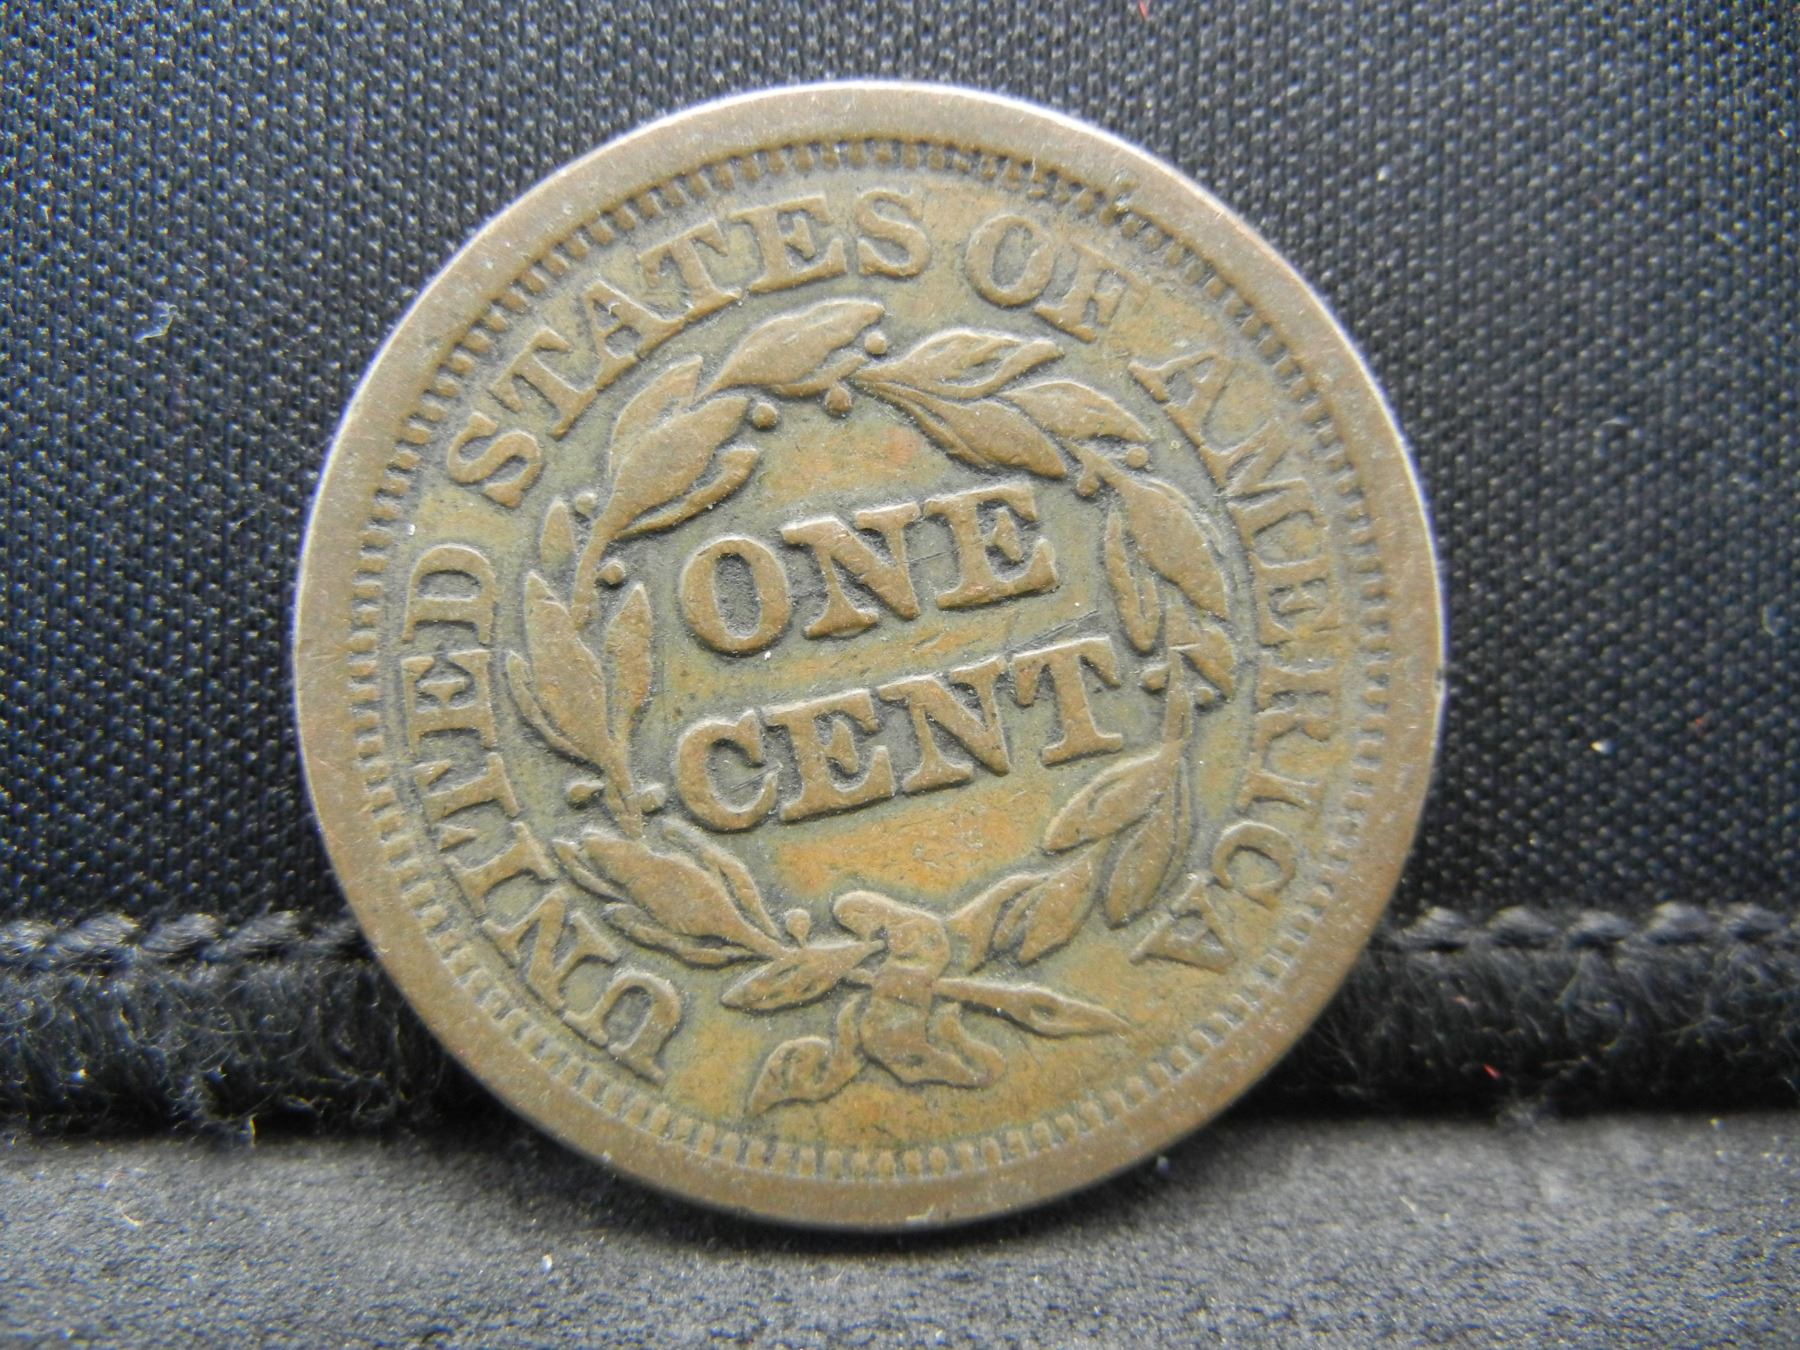 UNITED STATES OF AMERICA
ONE
CENT